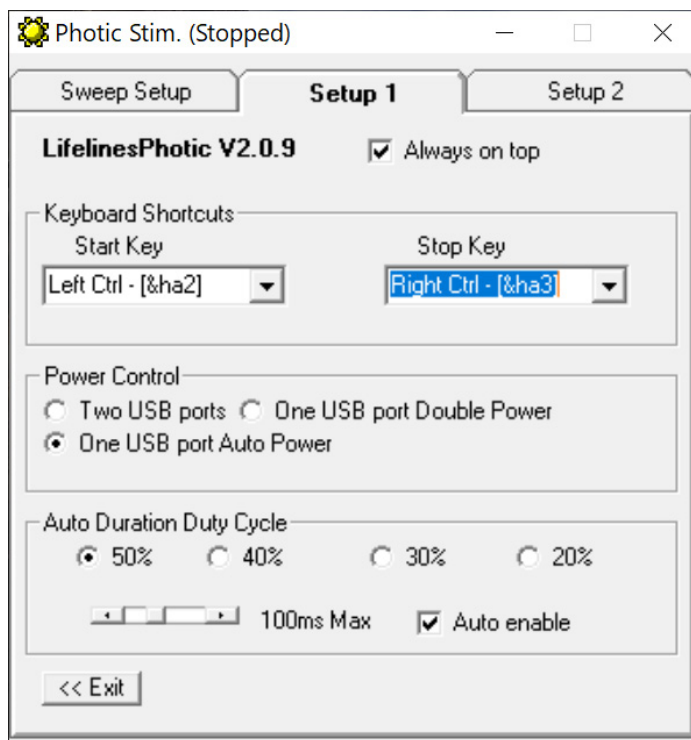 Photic Stim. (Stopped)
Sweep Setup Setup 1 Setup 2
LifelinesPhotic V2.0.9 Always on top
Keyboard Shortcuts
Start Key Stop Key
Left Ctrl - [&ha2] Right Ctrl - [&ha3]
Power Control
Two USB ports One USB port Double Power
One USB port Auto Power
Auto Duration Duty Cycle
50% 40% 30% 20%
100ms Max Auto enable
<< Exit